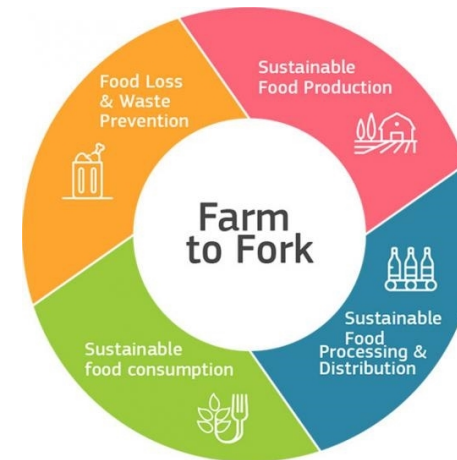 Food Loss
& Waste
Prevention
Sustainable
Food Production
Farm
to Fork
Sustainable
Food
Processing &
Distribution
Sustainable
food consumption